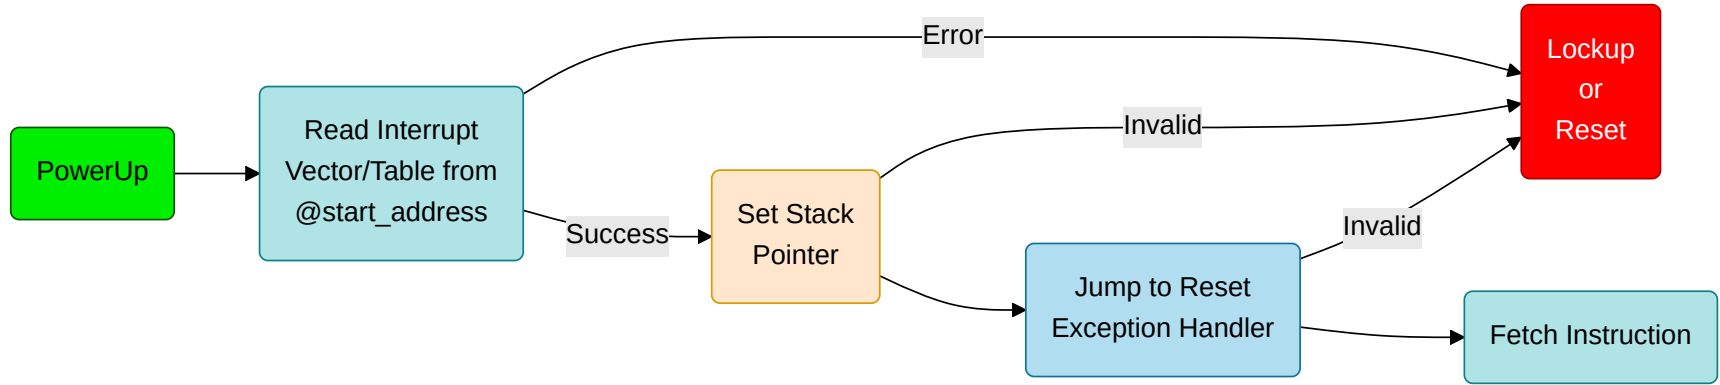 PowerUp
Read Interrupt
Vector/Table from
@start_address
Error
Success
Set Stack
Pointer
Invalid
Jump to Reset
Exception Handler
Invalid
Lockup
or
Reset
Fetch Instruction